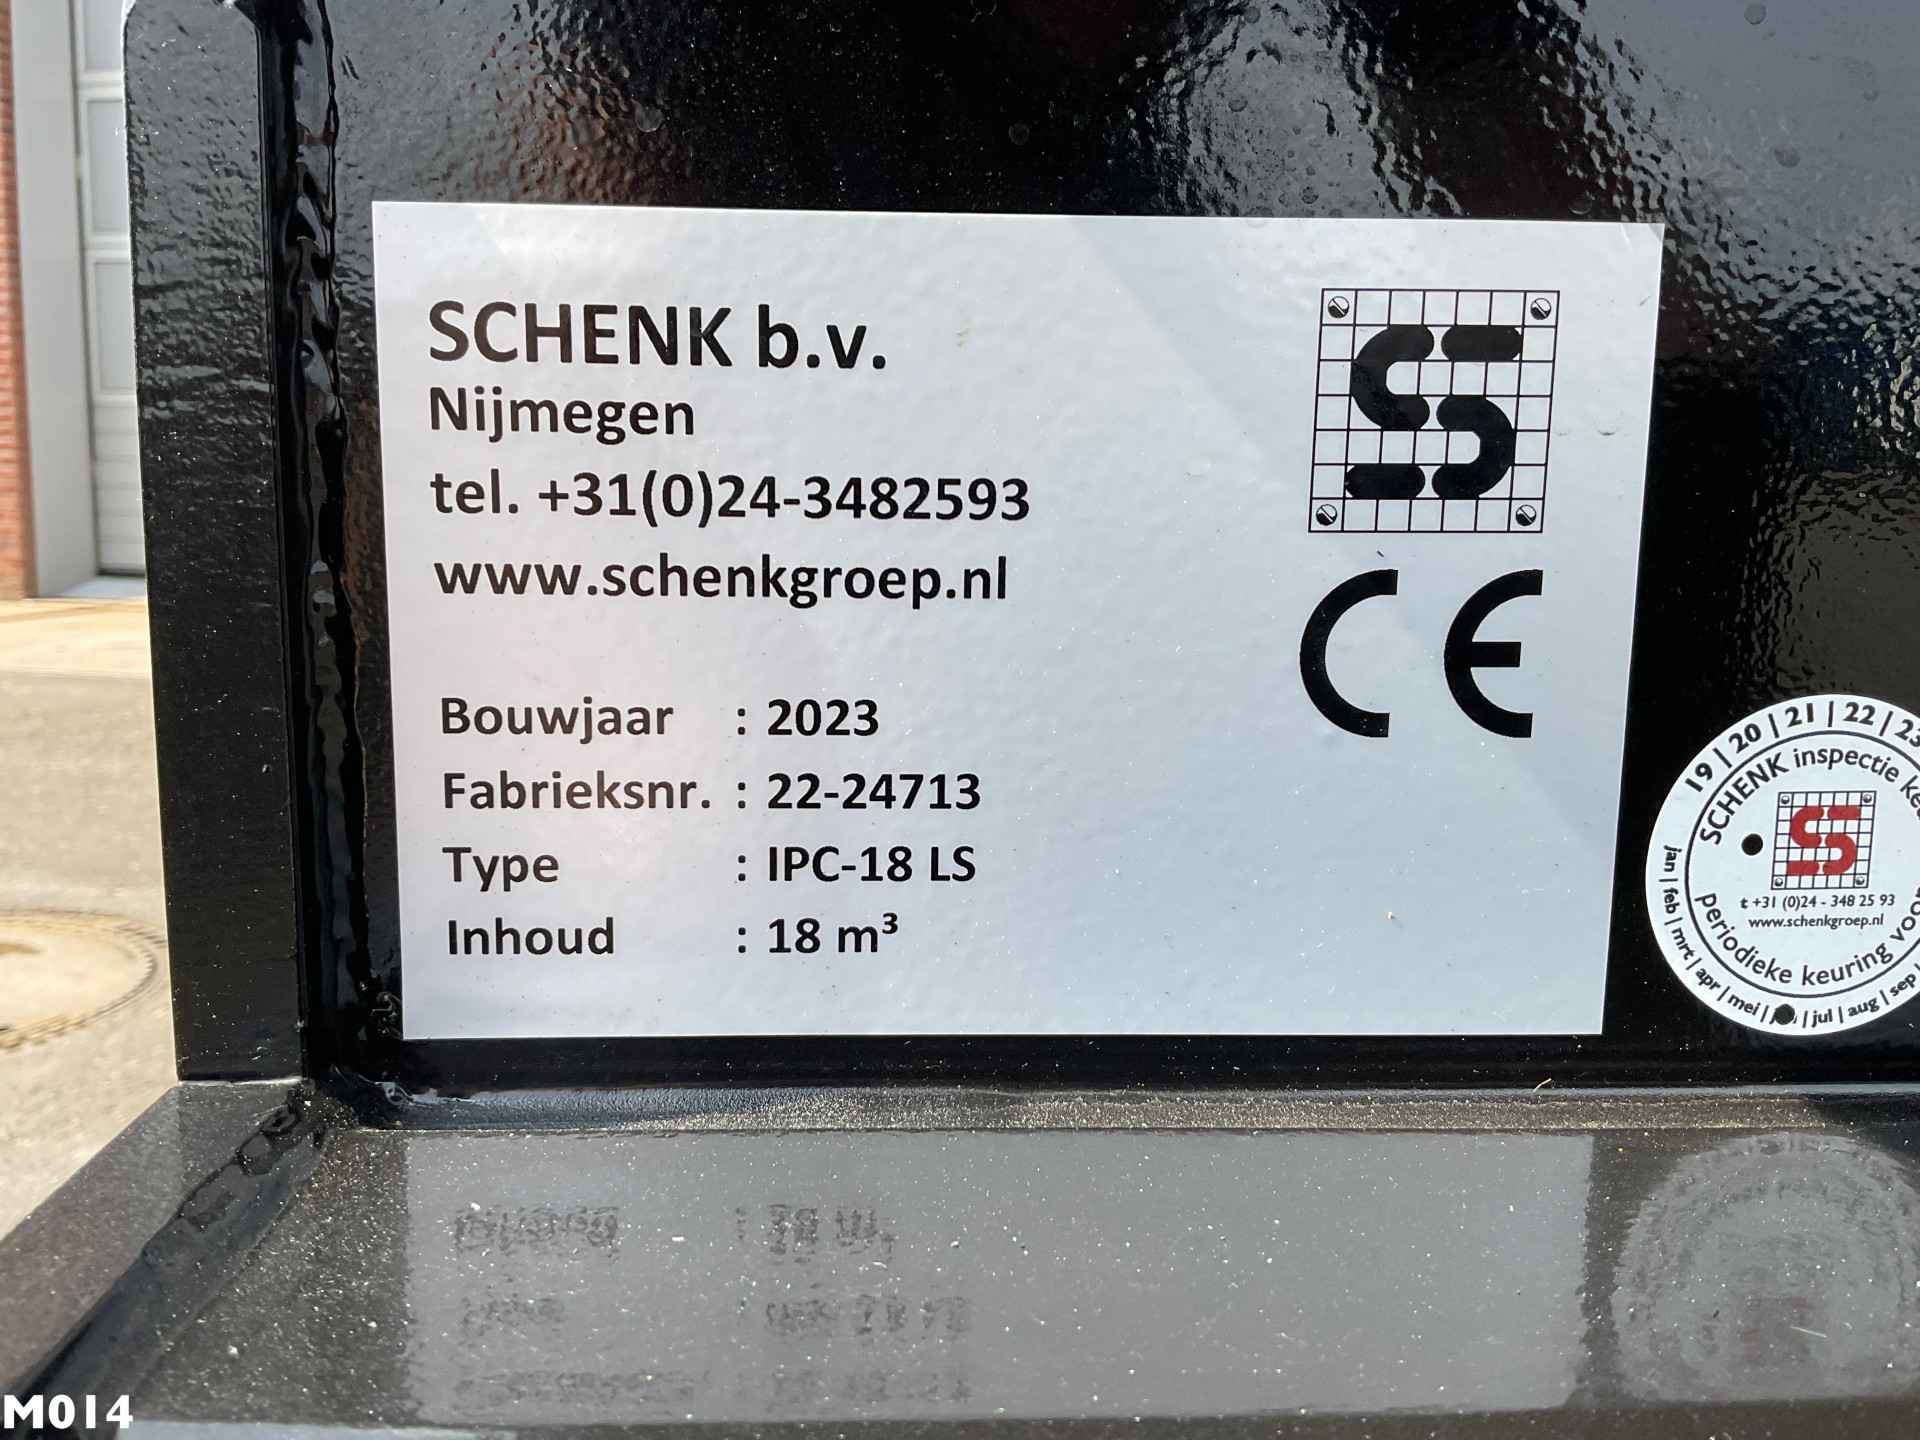 SCHENK b.v.
Nijmegen
tel. +31(0)24-3482593
www.schenkgroep.nl
CE
Bouwjaar : 2023
Fabrieksnr. : 22-24713
Type : IPC-18 LS
Inhoud : 18 m³
19 | 20 | 21 | 22 | 23
SCHENK inspectie
t +31 (0)24 - 348 25 93
www.schenkgroep.nl
periodieke keuring
jan | feb | mrt | apr | mei | | jul | aug | sep
M014